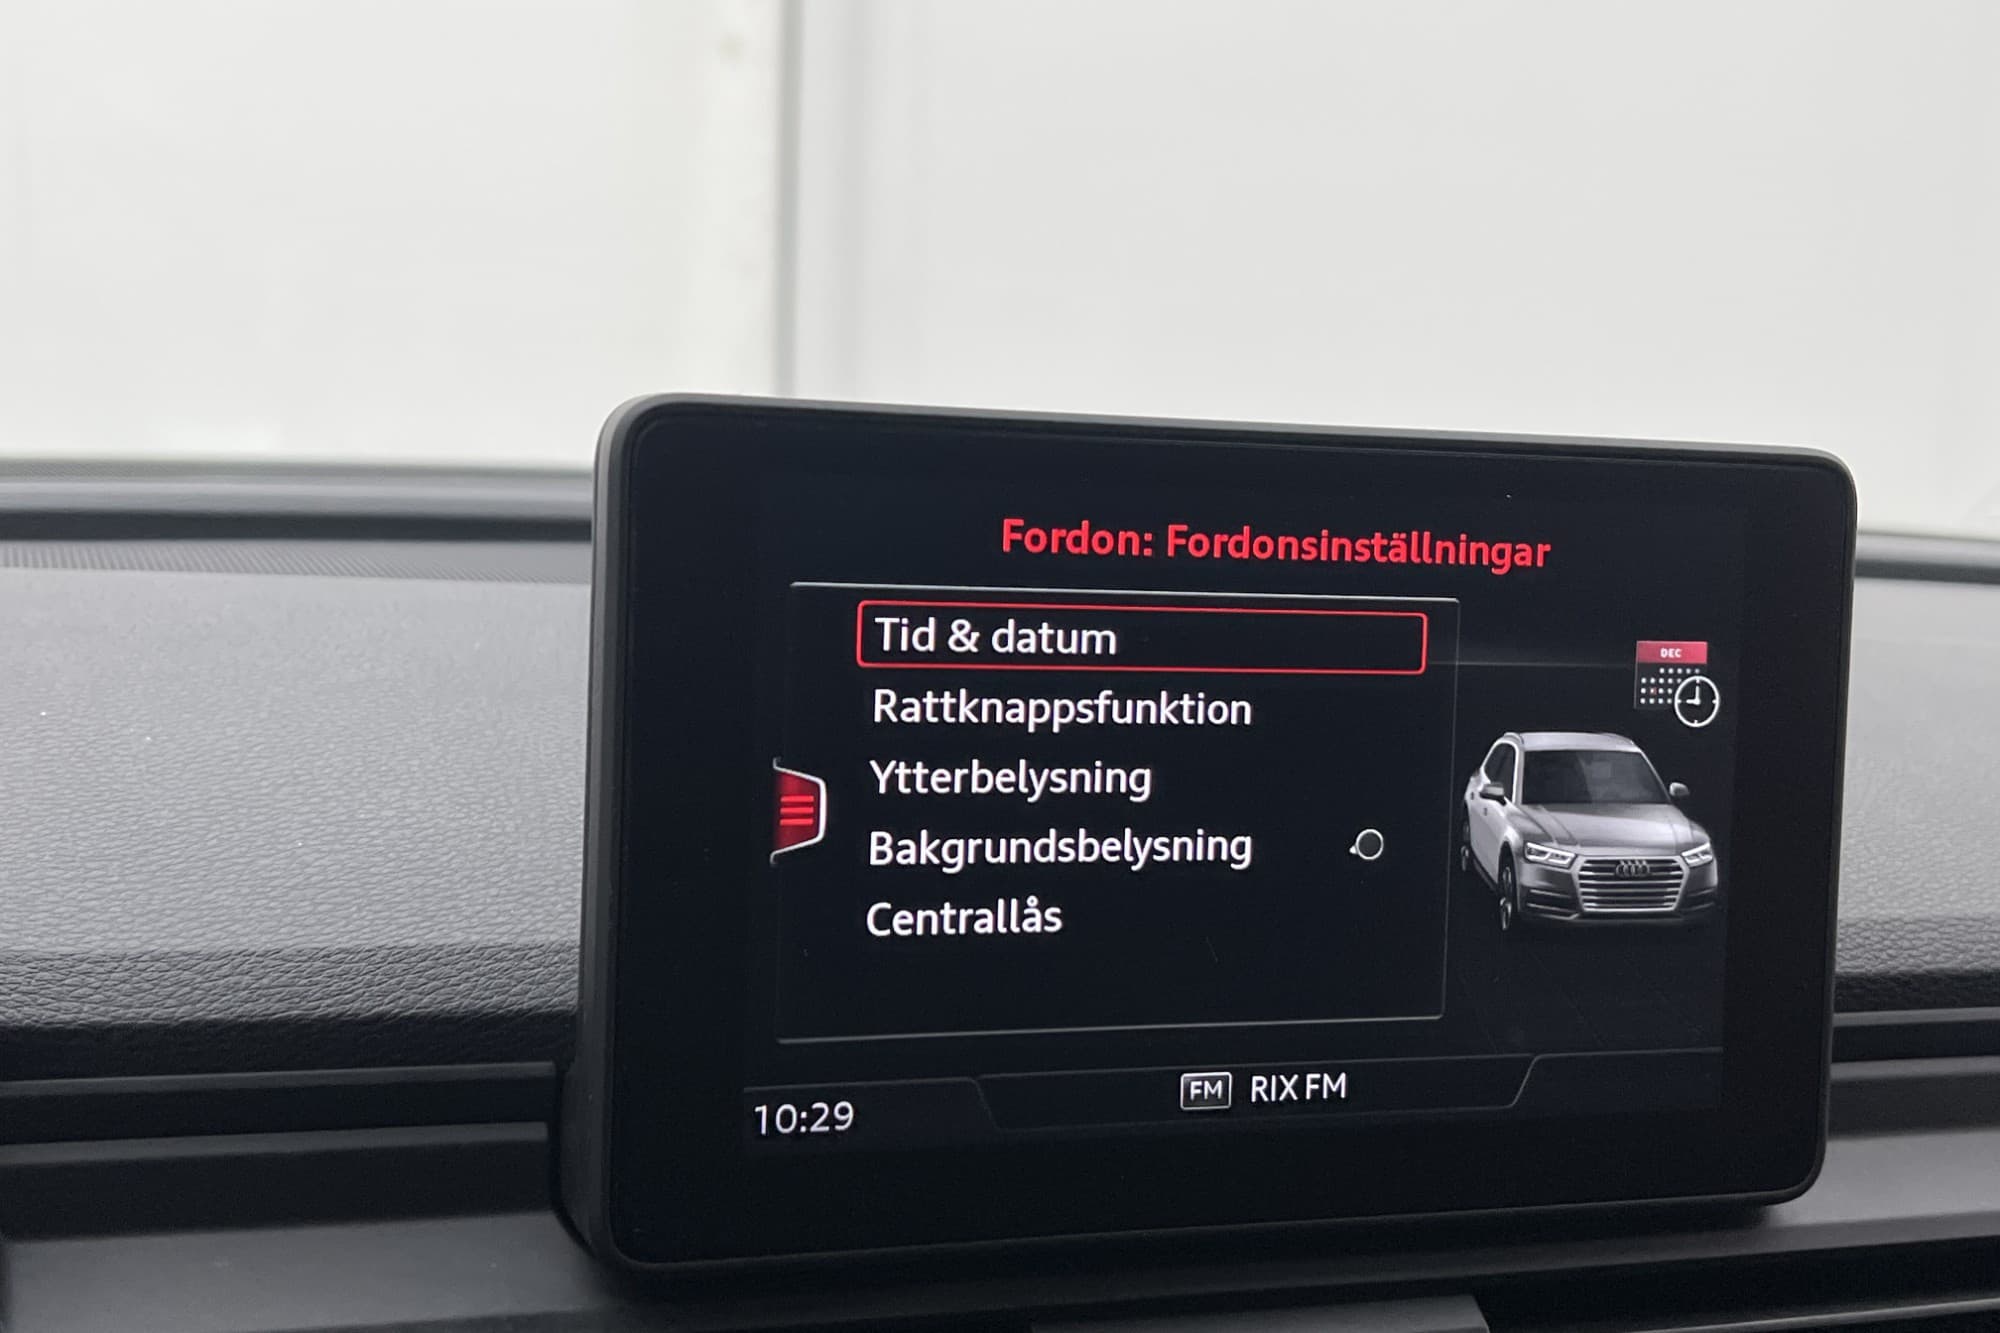 Fordon: Fordonsinställningar
Tid & datum
Rattknappsfunktion
Ytterbelysning
Bakgrundsbelysning
Centrallås
DEC
FM RIX FM
10:29